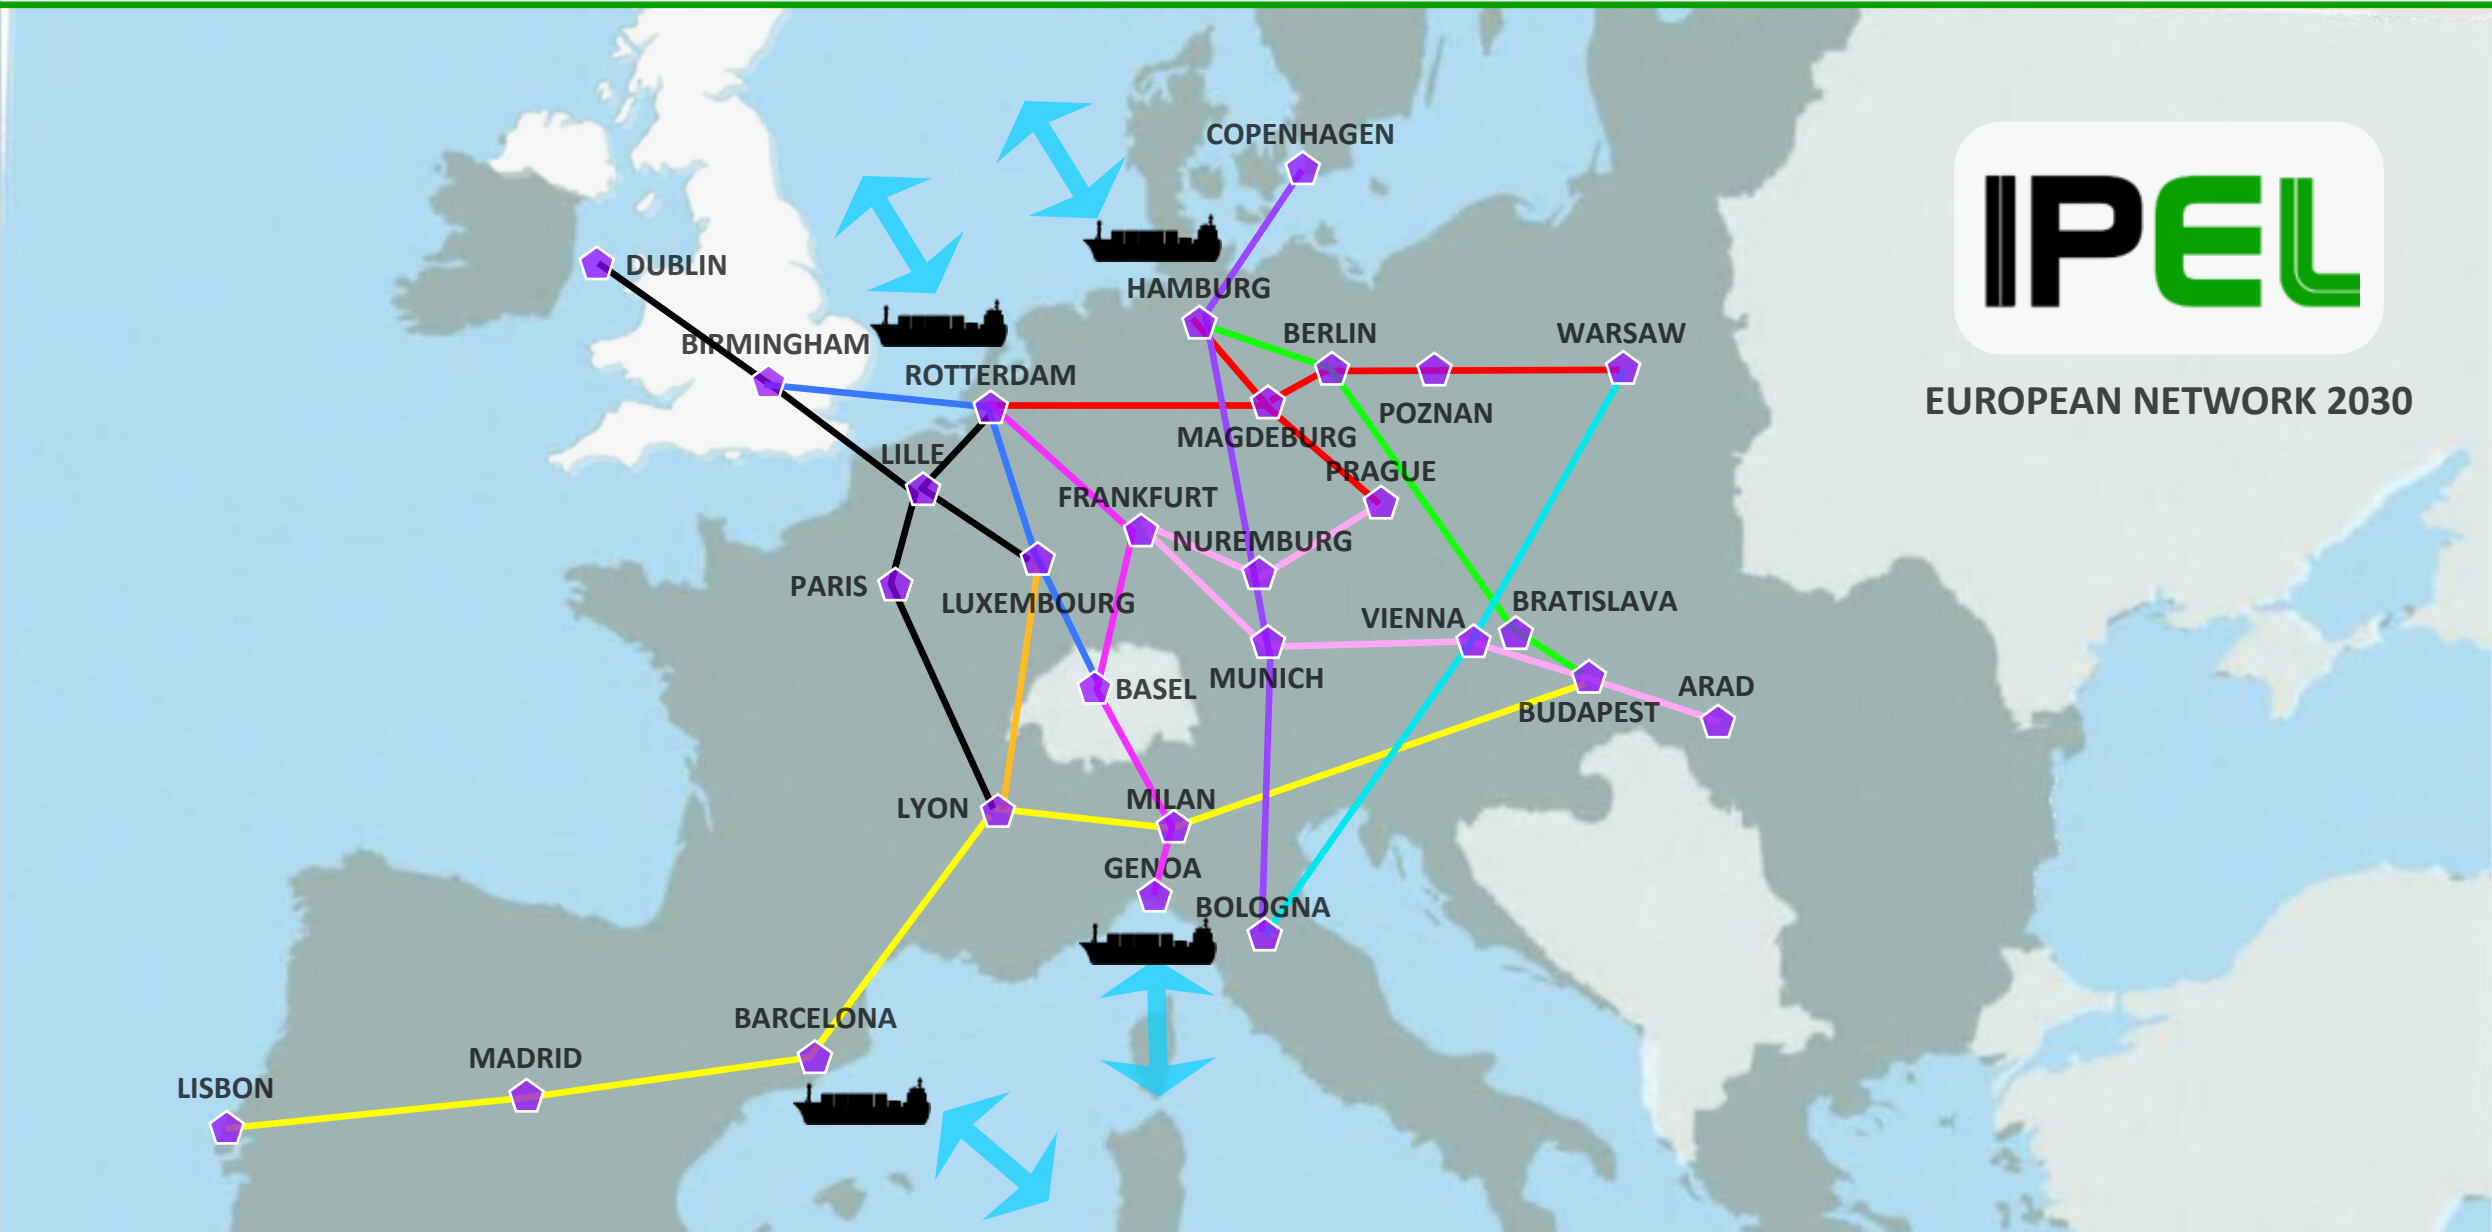 COPENHAGEN
IPEL
DUBLIN
HAMBURG
BERLIN
WARSAW
BIRMINGHAM
ROTTERDAM
EUROPEAN NETWORK 2030
POZNAN
MAGDEBURG
LILLE
PRAGUE
FRANKFURT
NUREMBURG
PARIS
LUXEMBOURG
VIENNA
BRATISLAVA
BASEL
MUNICH
ARAD
BUDAPEST
LYON
MILAN
GENOA
BOLOGNA
BARCELONA
MADRID
LISBON